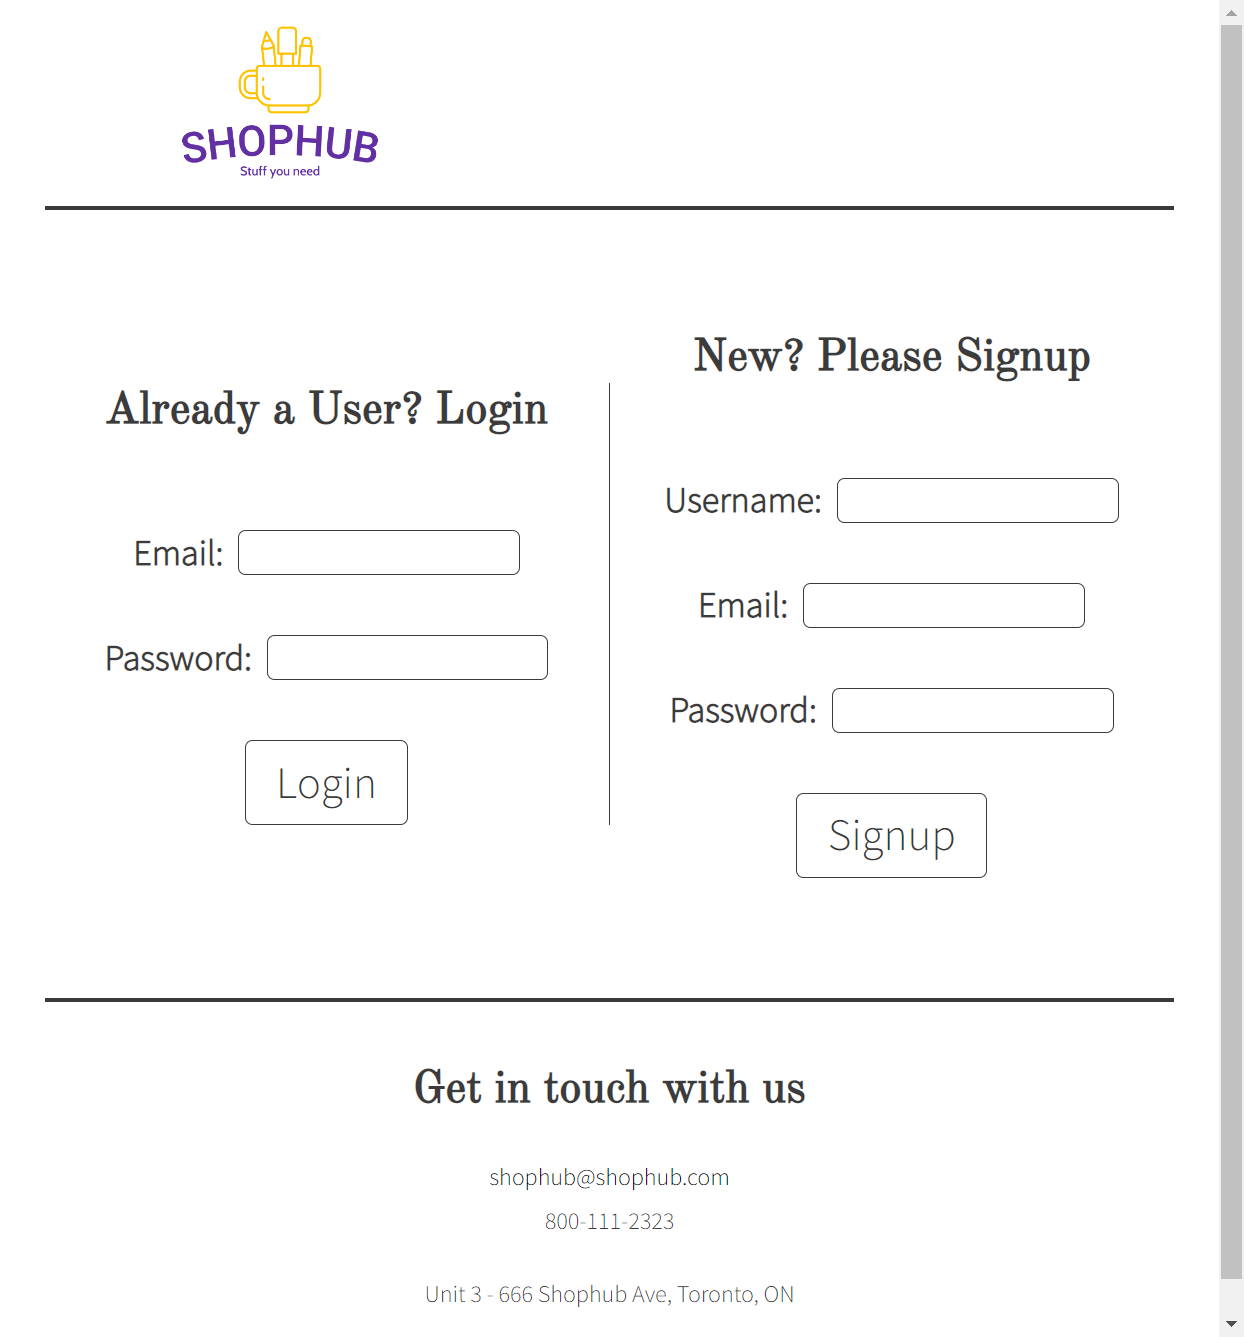 SHOPHUB
Stuff you need
Already a User? Login
Email:
Password:
Login
New? Please Signup
Username:
Email:
Password:
Signup
Get in touch with us
shophub@shophub.com
800-111-2323
Unit 3 - 666 Shophub Ave, Toronto, ON